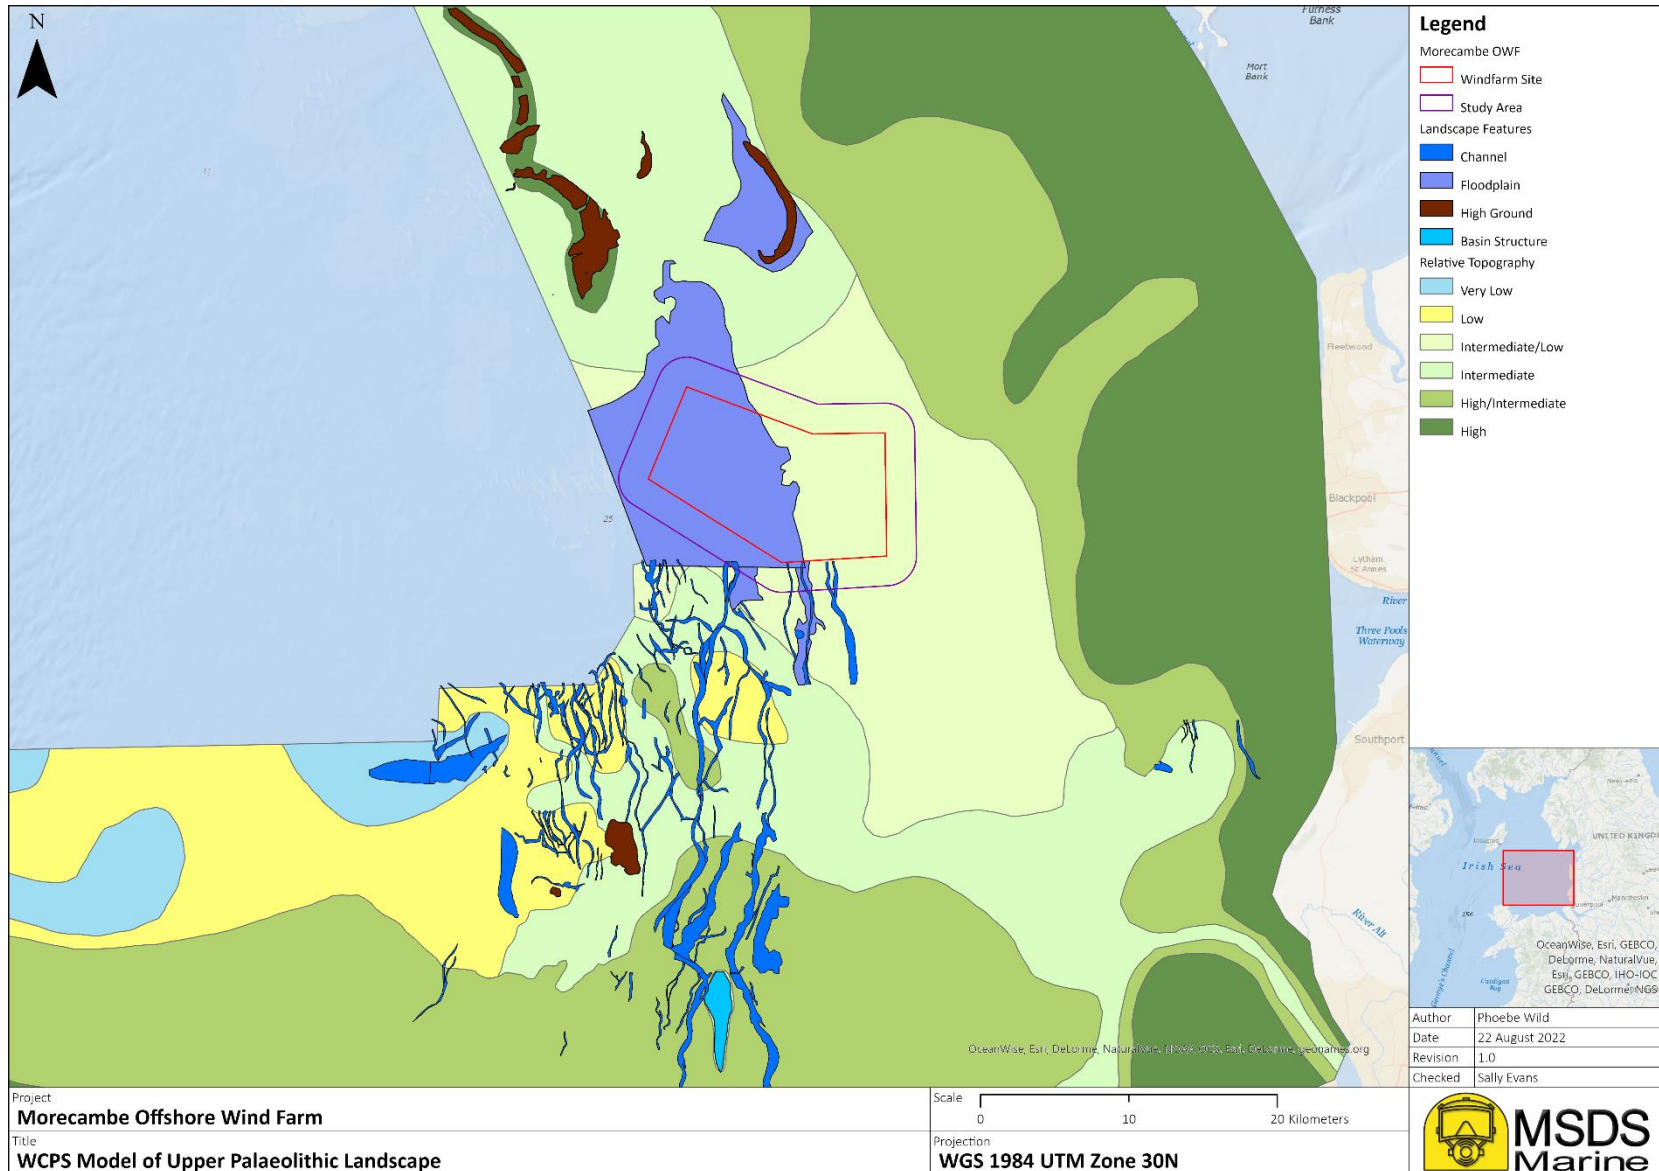 N
Furness
Bank
Mort
Bank
Fleetwood
Blackpool
Lytham
St Annes
River
Three Pools
Waterway
Southport
River Alt
25
OceanWise, Esri, DeLorme, NaturalVue,
geonames.org
Legend
Morecambe OWF
Windfarm Site
Study Area
Landscape Features
Channel
Floodplain
High Ground
Basin Structure
Relative Topography
Very Low
Low
Intermediate/Low
Intermediate
High/Intermediate
High
Douglas
UNITED KINGD
Irish Sea
Manchester
Liverpool
Cardigan
Bay
OceanWise, Esri, GEBCO,
DeLorme, NaturalVue,
Esri, GEBCO, IHO-IOC
GEBCO, DeLorme, NGS
Author Phoebe Wild
Date 22 August 2022
Revision 1.0
Checked Sally Evans
Project
Morecambe Offshore Wind Farm
Title
WCPS Model of Upper Palaeolithic Landscape
Scale
0 10 20 Kilometers
Projection
WGS 1984 UTM Zone 30N
MSDS
Marine